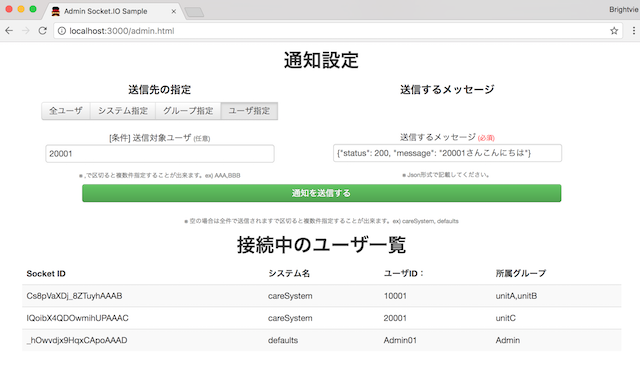 Admin Socket.IO Sample
Brightvie
localhost:3000/admin.html
通知設定
送信先の指定
送信するメッセージ
全ユーザ システム指定 グループ指定 ユーザ指定
[条件] 送信対象ユーザ (任意)
送信するメッセージ (必須)
20001
{"status": 200, "message": "20001さんこんにちは"}
※ , で区切ると複数件指定することが出来ます。ex) AAA,BBB
※Json形式で記載してください。
通知を送信する
※ 空の場合は全件で送信されますで区切ると複数件指定することが出来ます。ex) careSystem, defaults
接続中のユーザ一覧
Socket ID システム名 ユーザID： 所属グループ
Cs8pVaXDj_8ZTuyhAAAB careSystem 10001 unitA,unitB
IQoibX4QDOwmihUPAAAC careSystem 20001 unitC
_hOwvdjx9HqxCApoAAAD defaults Admin01 Admin